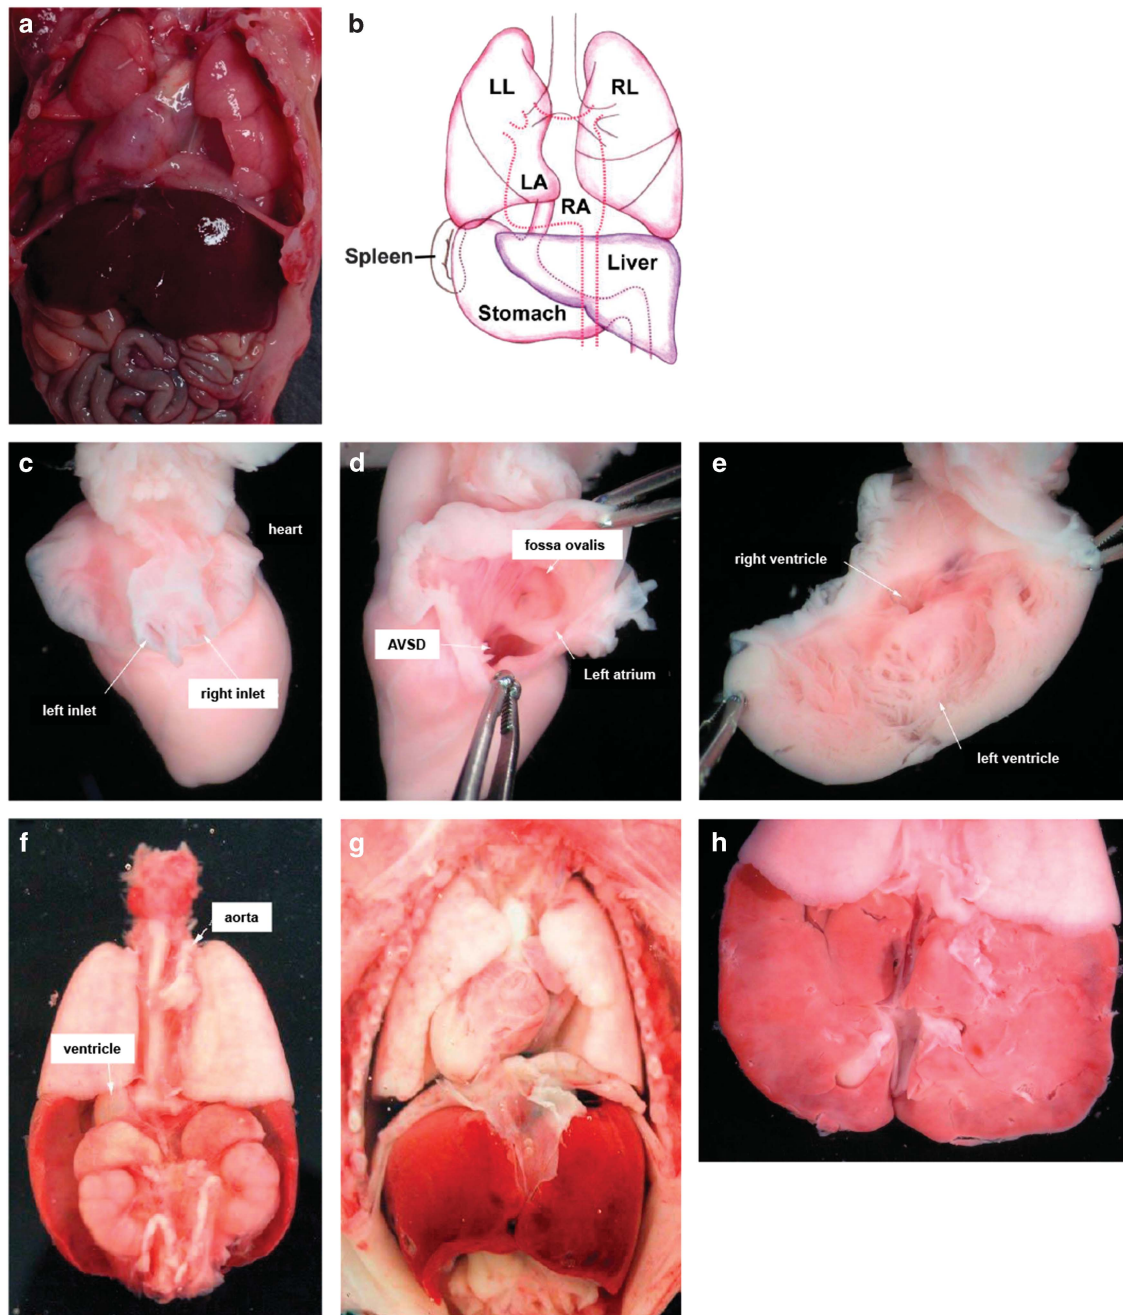 a
b
LL
RL
LA
RA
Spleen
Liver
Stomach
c
heart
left inlet
right inlet
d
fossa ovalis
AVSD
Left atrium
e
right ventricle
left ventricle
f
aorta
ventricle
g
h